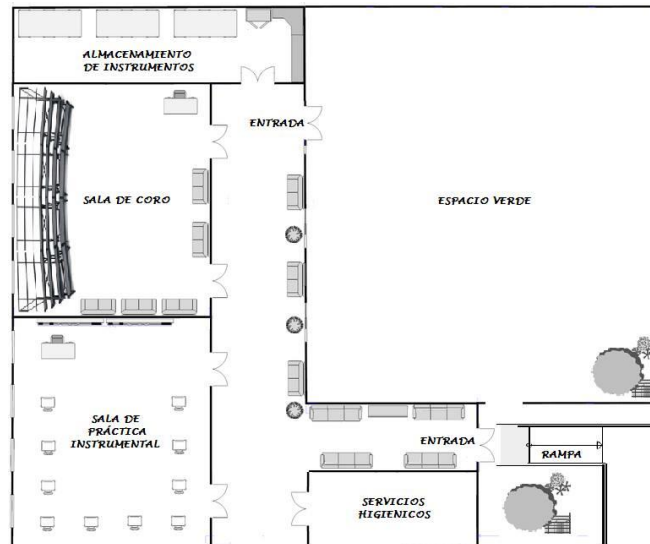 ALMACENAMIENTO
DE INSTRUMENTOS
ENTRADA
SALA DE CORO
ESPACIO VERDE
SALA DE
PRÁCTICA
INSTRUMENTAL
ENTRADA
RAMPA
SERVICIOS
HIGIENICOS